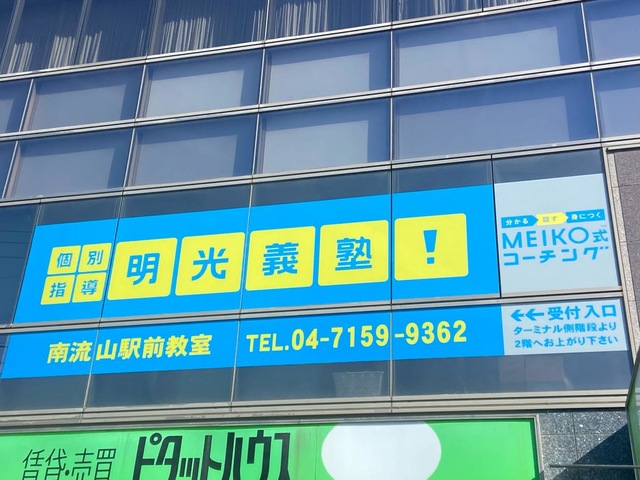 個別
指導
明光義塾！
分かる 話す 身につく
MEIKO式
コーチング
南流山駅前教室 TEL.04-7159-9362
←←受付入口
ターミナル側階段より
2階へお上がり下さい
賃貸・売買 ピタットハウス